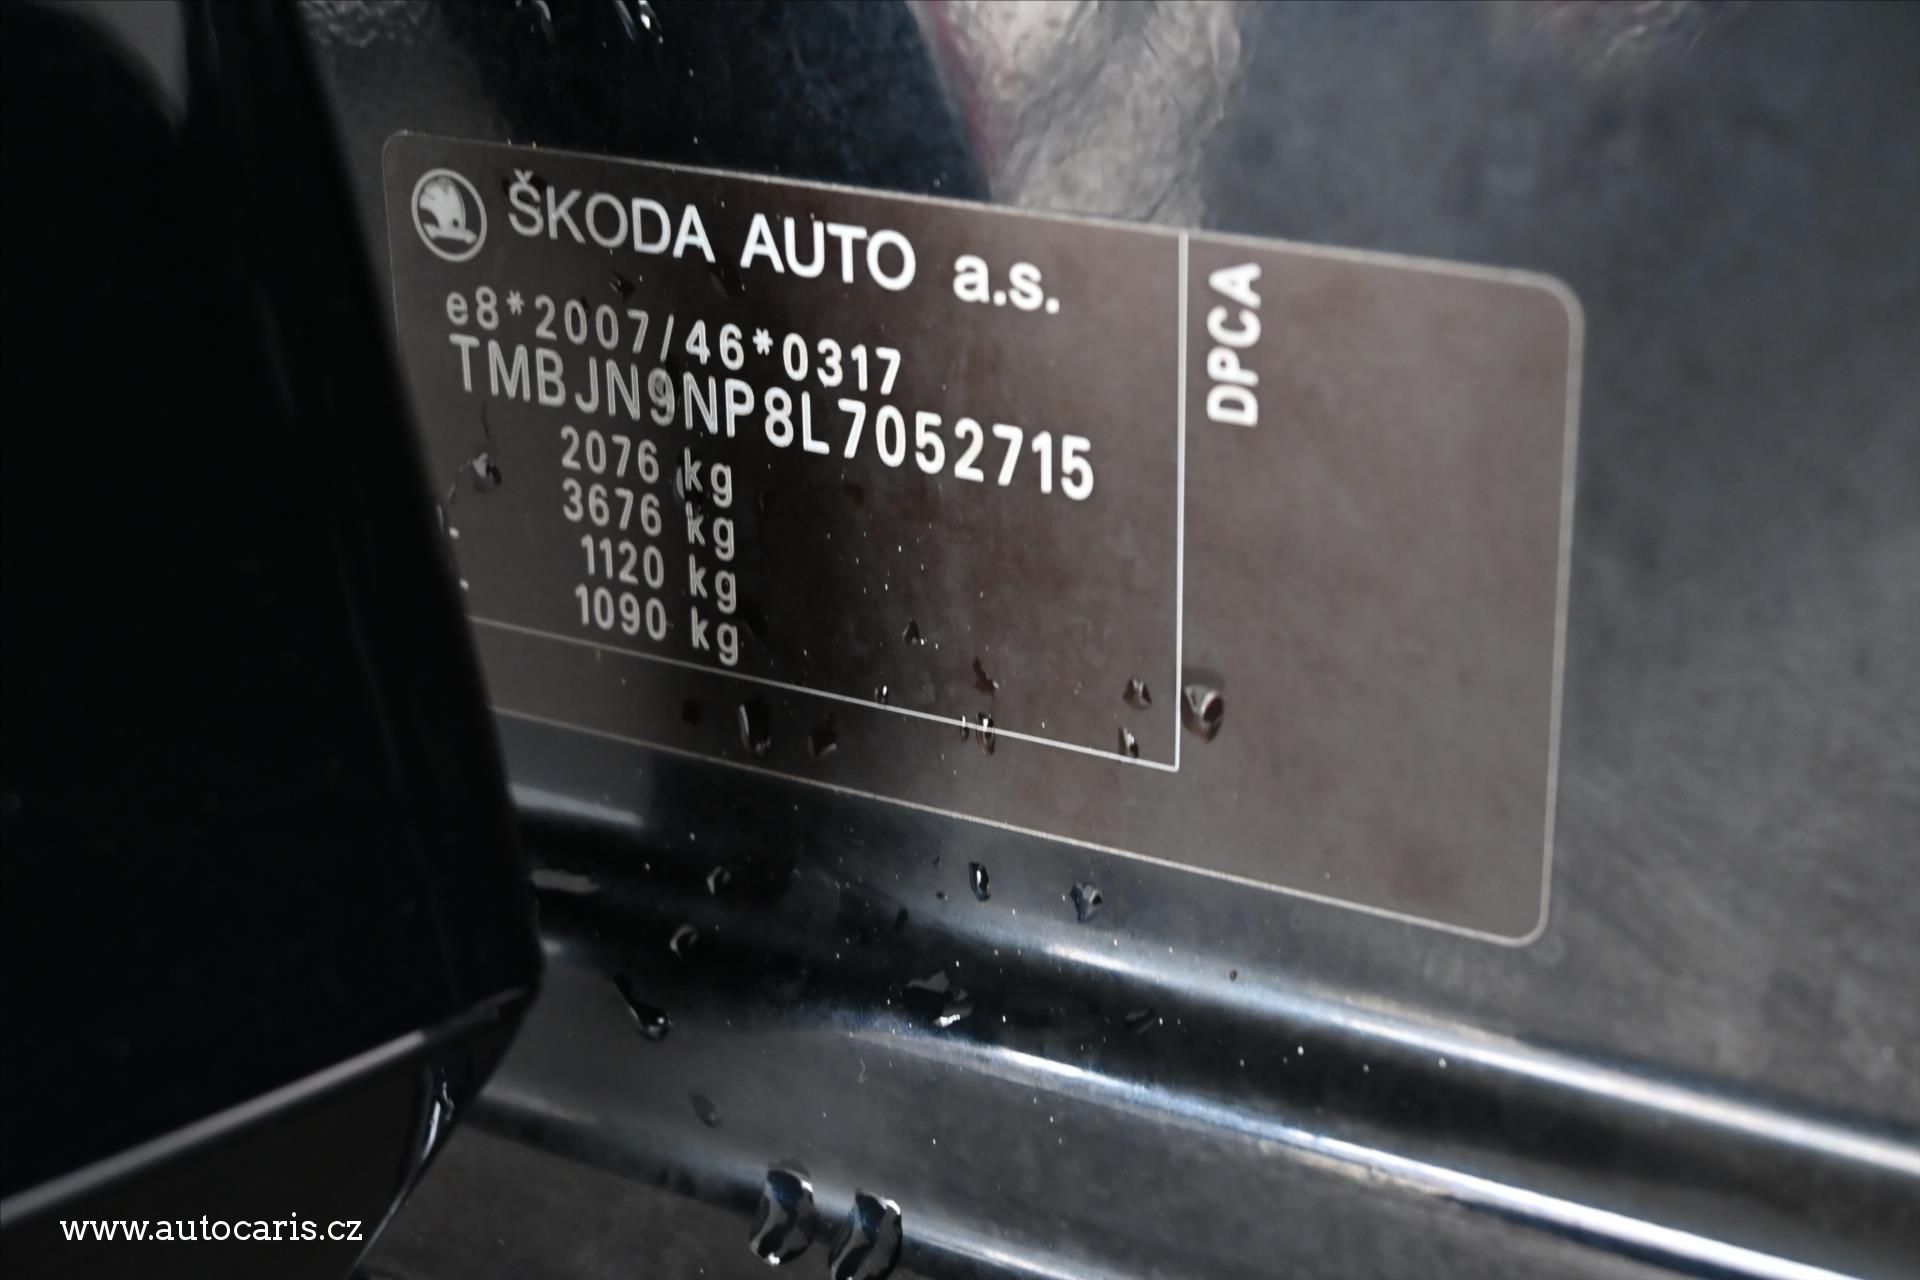 ŠKODA AUTO a.s.
e8*2007/46*0317
TMBJN9NP8L7052715
2076 kg
3676 kg
1120 kg
1090 kg
DPCA
www.autocaris.cz